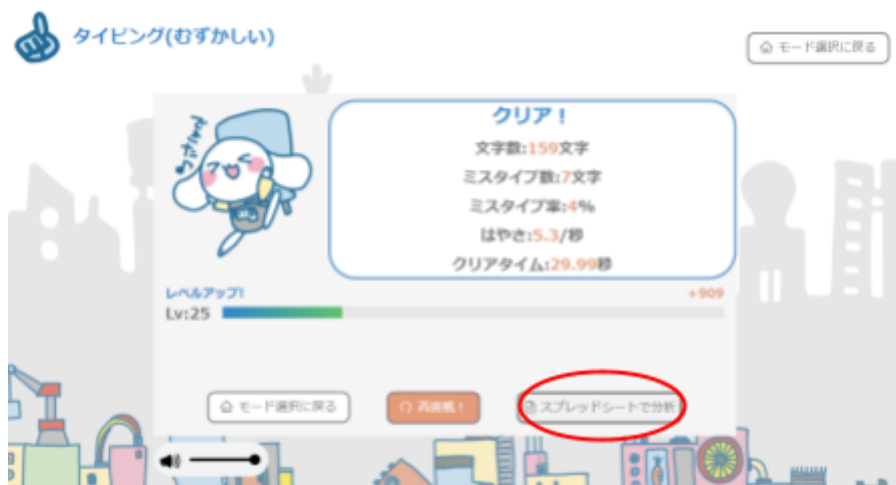 タイピング(むずかしい)
モード選択に戻る
クリア！
文字数:159文字
ミスタイプ数:7文字
ミスタイプ率:4%
はやさ:5.3/秒
クリアタイム:29.99秒
レベルアップ!
+909
Lv:25
モード選択に戻る
再挑戦！
スプレッドシートで分析